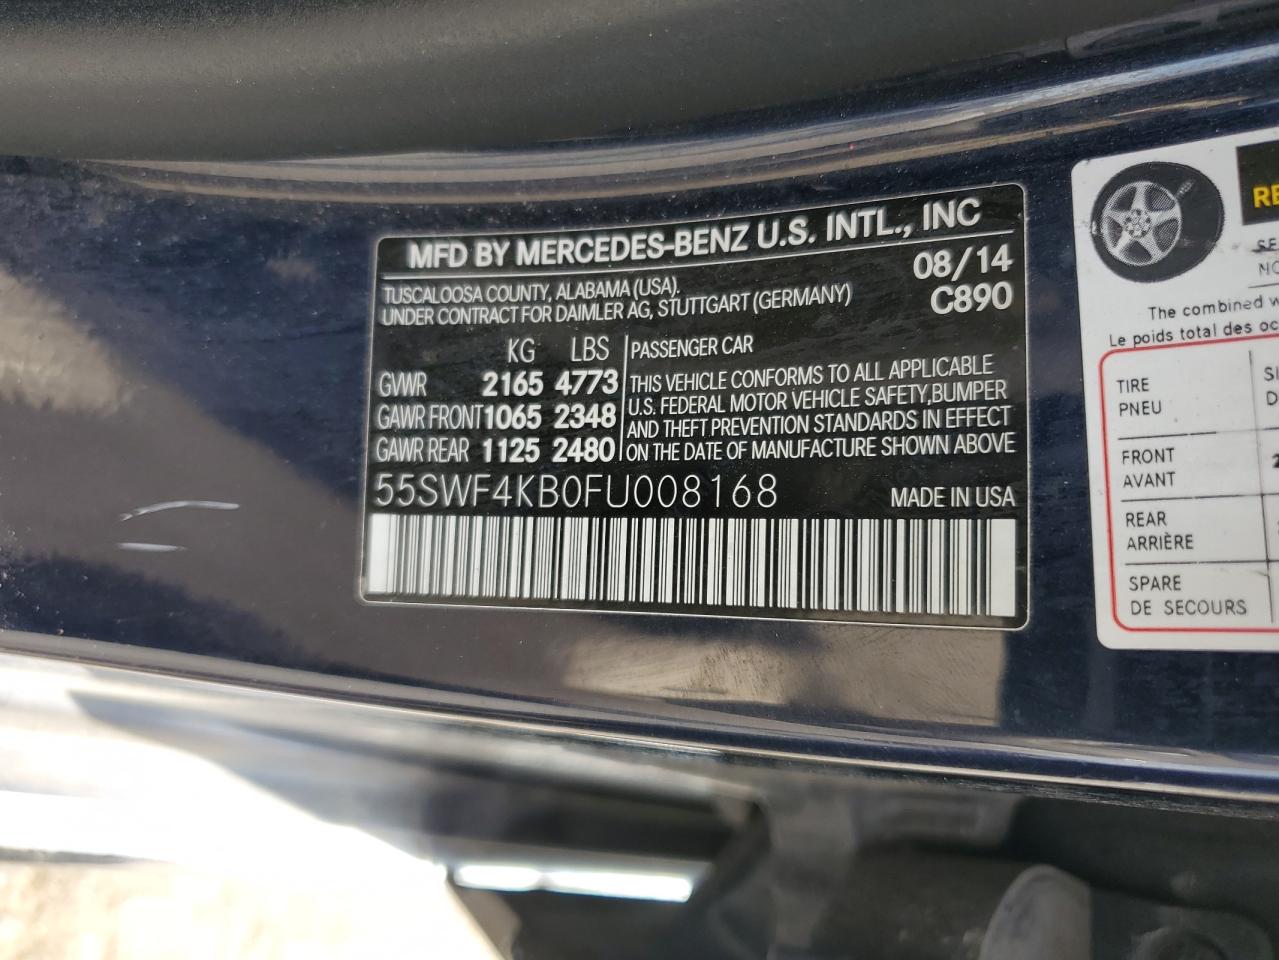 MFD BY MERCEDES-BENZ U.S. INTL., INC
TUSCALOOSA COUNTY, ALABAMA (USA).
UNDER CONTRACT FOR DAIMLER AG, STUTTGART (GERMANY)
08/14
C890
KG LBS
GVWR 2165 4773
GAWR FRONT 1065 2348
GAWR REAR 1125 2480
PASSENGER CAR
THIS VEHICLE CONFORMS TO ALL APPLICABLE
U.S. FEDERAL MOTOR VEHICLE SAFETY, BUMPER
AND THEFT PREVENTION STANDARDS IN EFFECT
ON THE DATE OF MANUFACTURE SHOWN ABOVE
55SWF4KB0FU008168
MADE IN USA
The combined
Le poids total des
TIRE
PNEU
FRONT
AVANT
REAR
ARRIÈRE
SPARE
DE SECOURS